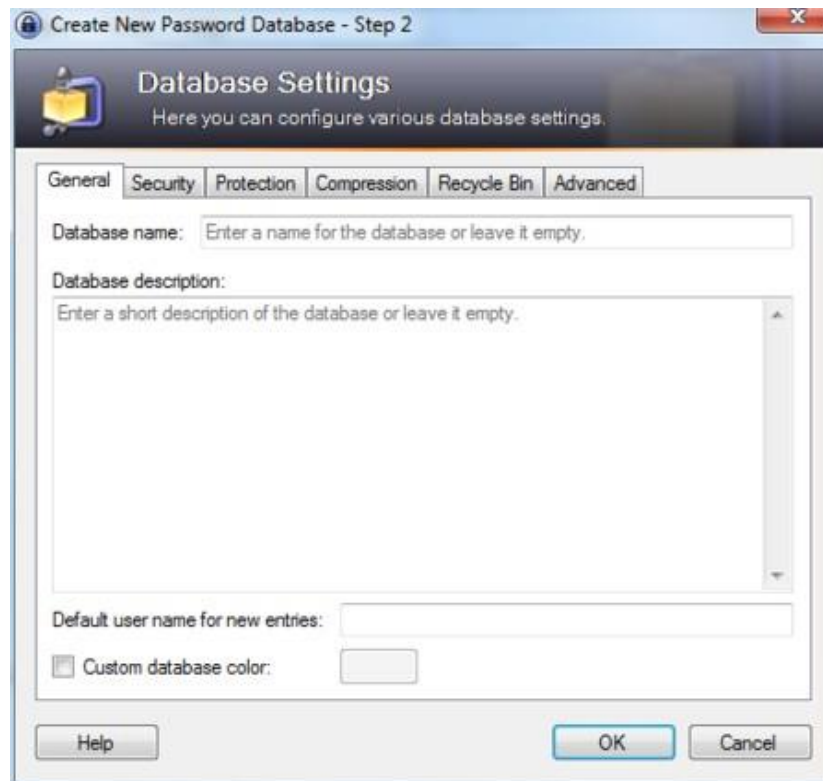 Create New Password Database - Step 2
Database Settings
Here you can configure various database settings.
General Security Protection Compression Recycle Bin Advanced
Database name: Enter a name for the database or leave it empty.
Database description:
Enter a short description of the database or leave it empty.
Default user name for new entries:
Custom database color:
Help OK Cancel